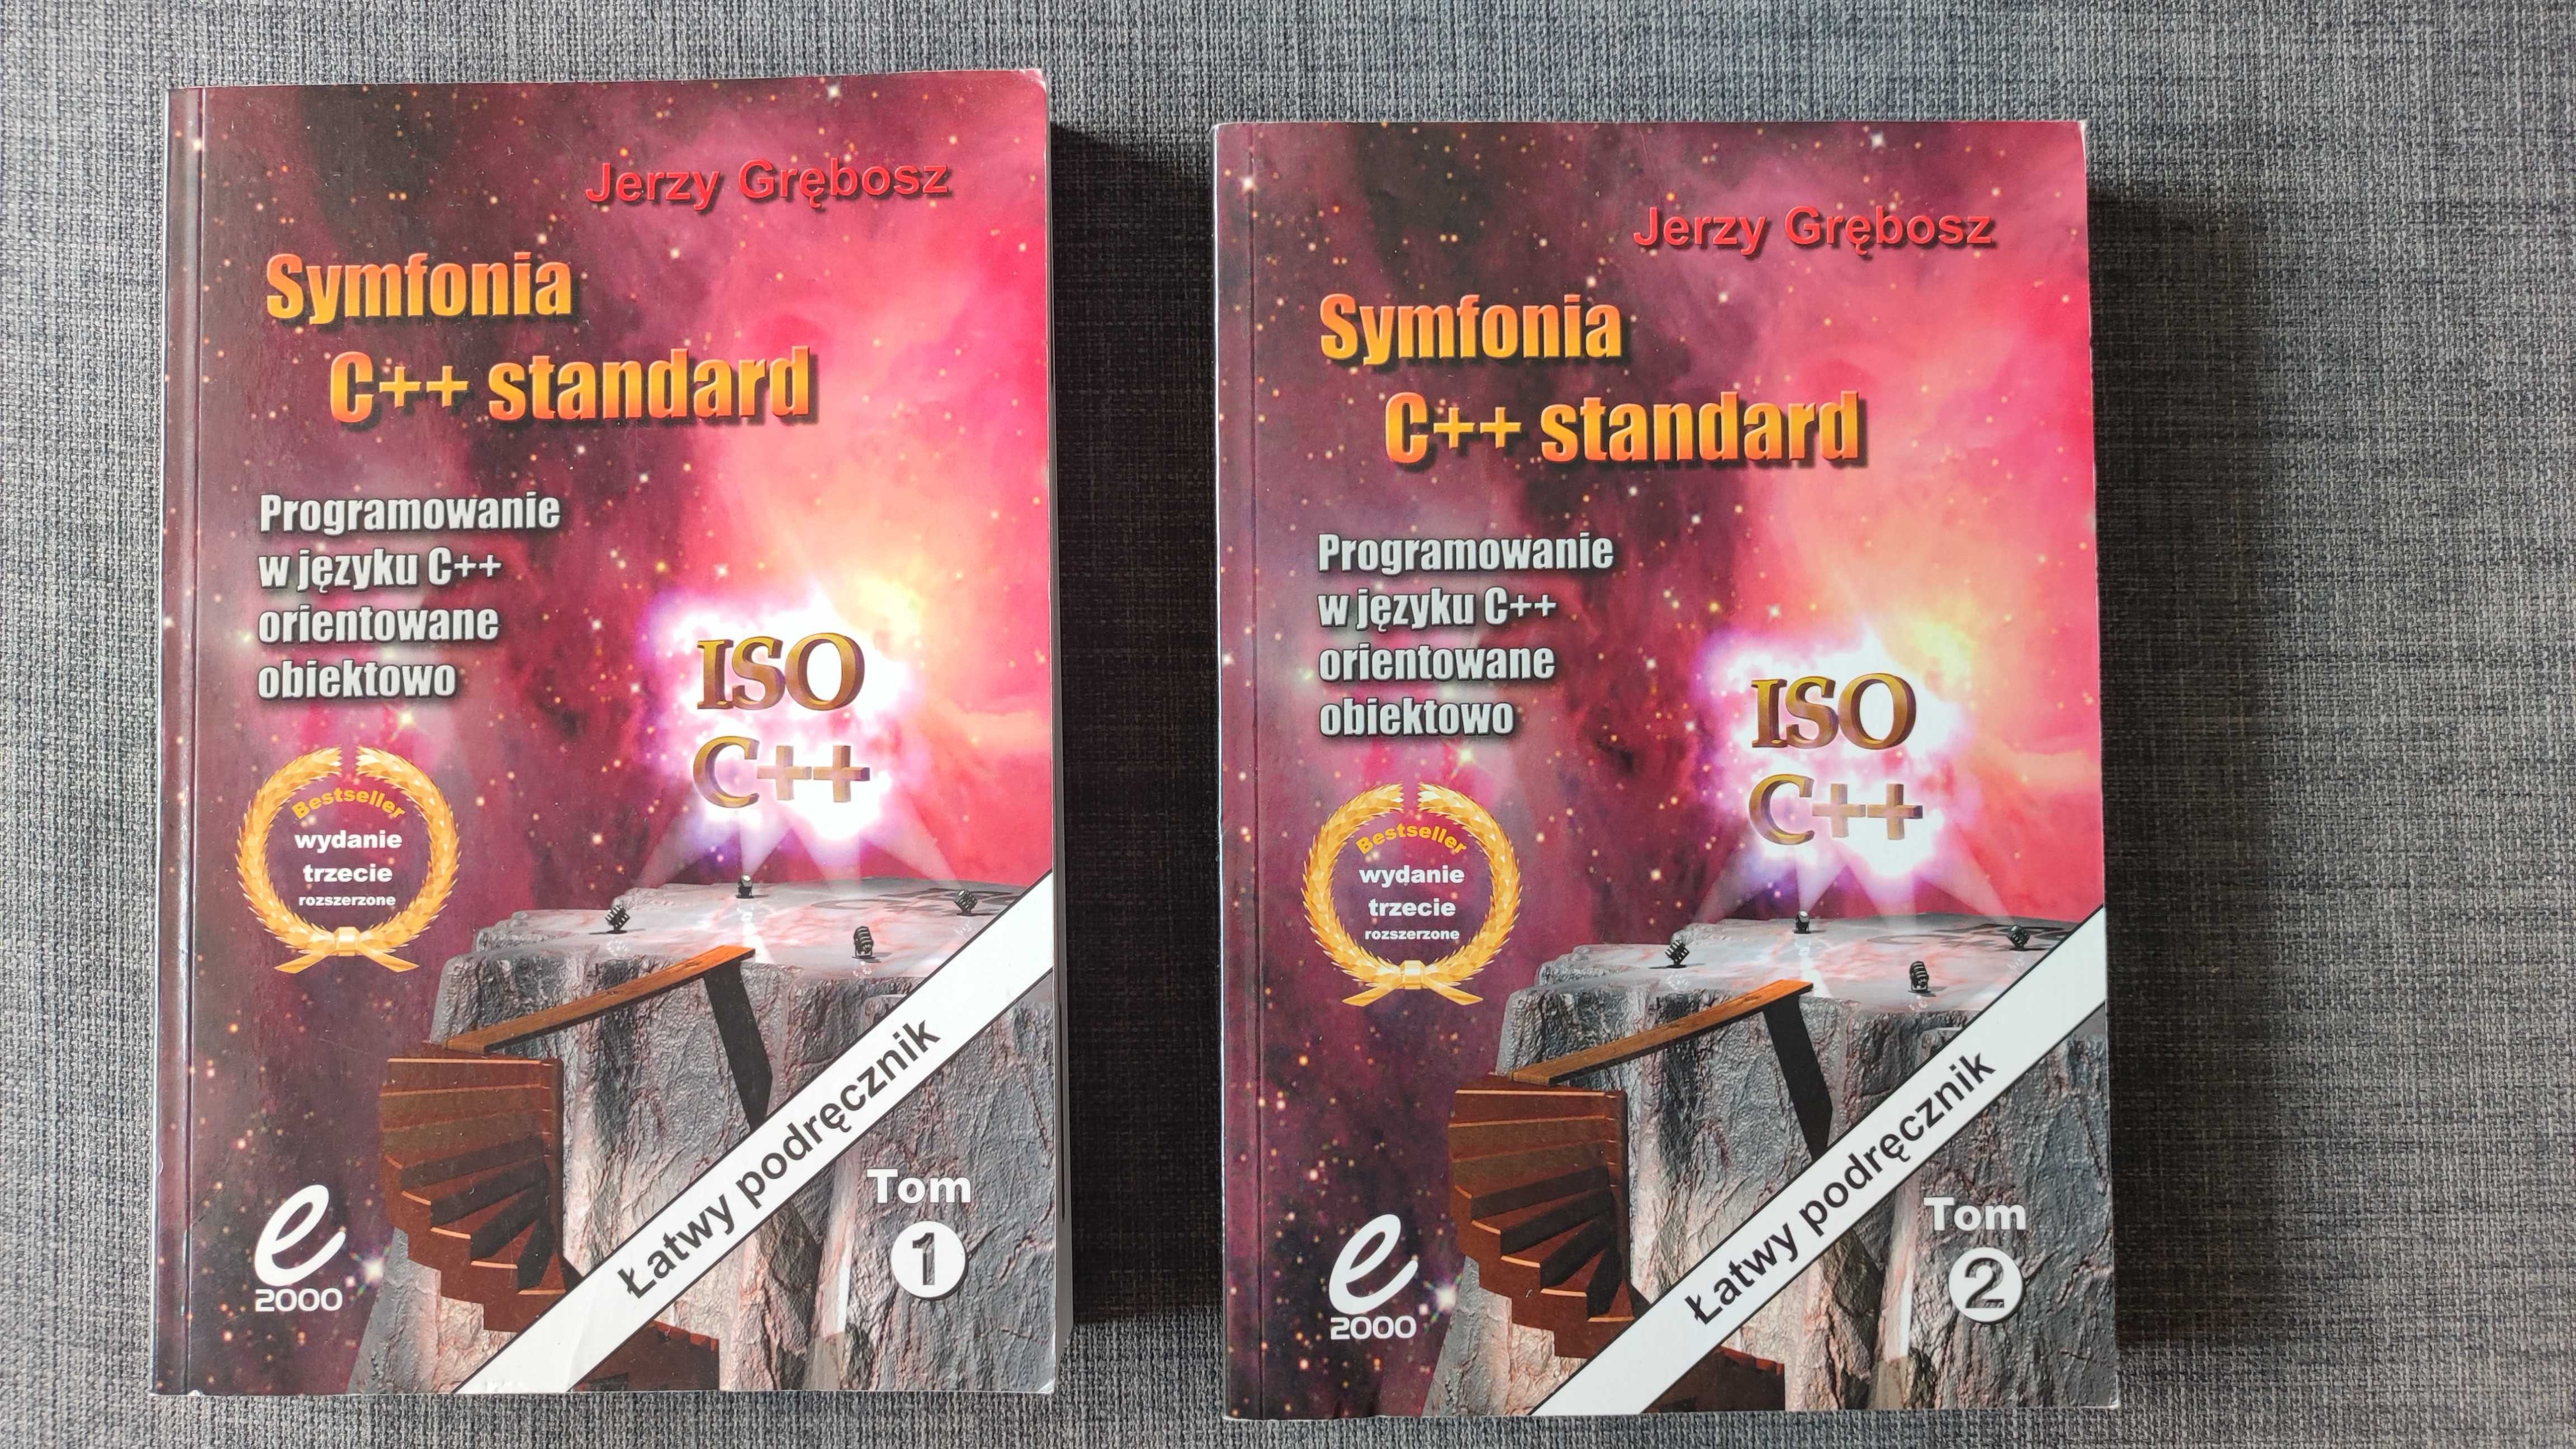 Jerzy Grębosz
Symfonia
C++ standard
Programowanie
w języku C++
orientowane
obiektowo
ISO
C++
Bestseller
wydanie
trzecie
rozszerzone
Łatwy podręcznik
Tom
1
e
2000
Jerzy Grębosz
Symfonia
C++ standard
Programowanie
w języku C++
orientowane
obiektowo
ISO
C++
Bestseller
wydanie
trzecie
rozszerzone
Łatwy podręcznik
Tom
2
e
2000